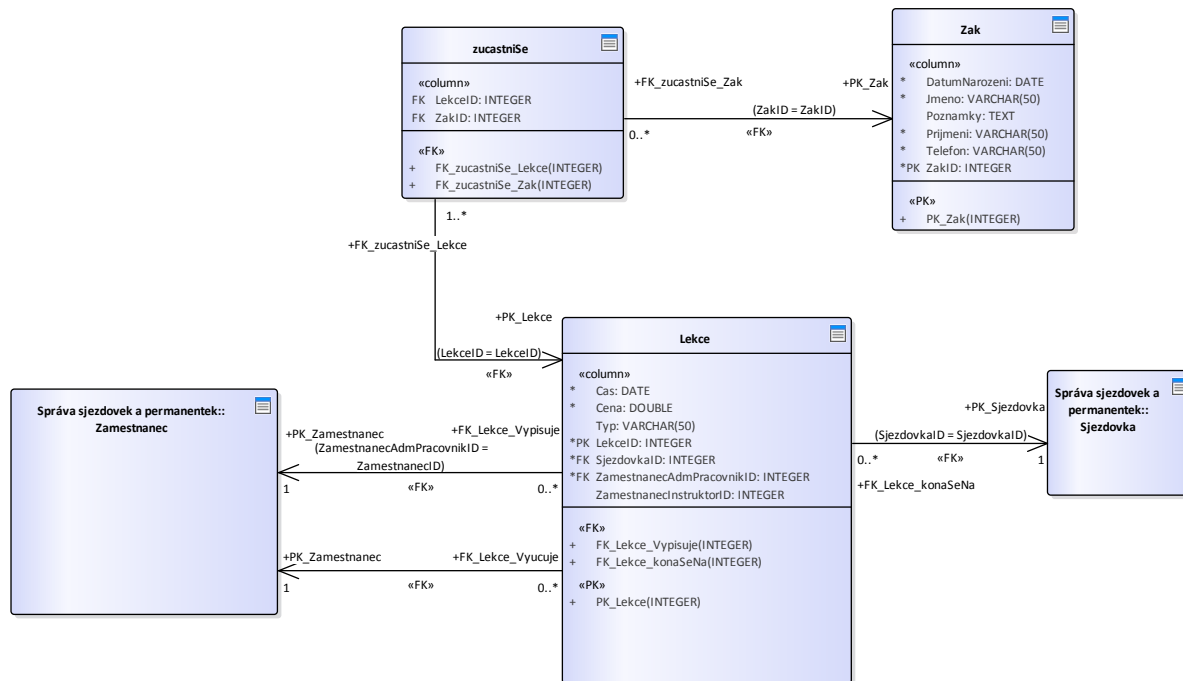 zucastniSe
«column»
FK LekceID: INTEGER
FK ZakID: INTEGER
«FK»
+ FK_zucastniSe_Lekce(INTEGER)
+ FK_zucastniSe_Zak(INTEGER)
+FK_zucastniSe_Zak
+PK_Zak
(ZakID = ZakID)
0..*
«FK»
Zak
«column»
* DatumNarozeni: DATE
* Jmeno: VARCHAR(50)
Poznamky: TEXT
* Prijmeni: VARCHAR(50)
* Telefon: VARCHAR(50)
*PK ZakID: INTEGER
«PK»
+ PK_Zak(INTEGER)
1..*
+FK_zucastniSe_Lekce
+PK_Lekce
(LekceID = LekceID)
«FK»
Lekce
«column»
* Cas: DATE
* Cena: DOUBLE
Typ: VARCHAR(50)
*PK LekceID: INTEGER
*FK SjezdovkaID: INTEGER
*FK ZamestnanecAdmPracovnikID: INTEGER
ZamestnanecInstruktorID: INTEGER
«FK»
+ FK_Lekce_Vypisuje(INTEGER)
+ FK_Lekce_konaSeNa(INTEGER)
«PK»
+ PK_Lekce(INTEGER)
Správa sjezdovek a permanentek::
Zamestnanec
+PK_Zamestnanec
+FK_Lekce_Vypisuje
(ZamestnanecAdmPracovnikID =
ZamestnanecID)
1
«FK»
0..*
+PK_Zamestnanec
+FK_Lekce_Vyucuje
1
«FK»
0..*
+PK_Sjezdovka
(SjezdovkaID = SjezdovkaID)
0..*
«FK»
1
+FK_Lekce_konaSeNa
Správa sjezdovek a
permanentek::
Sjezdovka